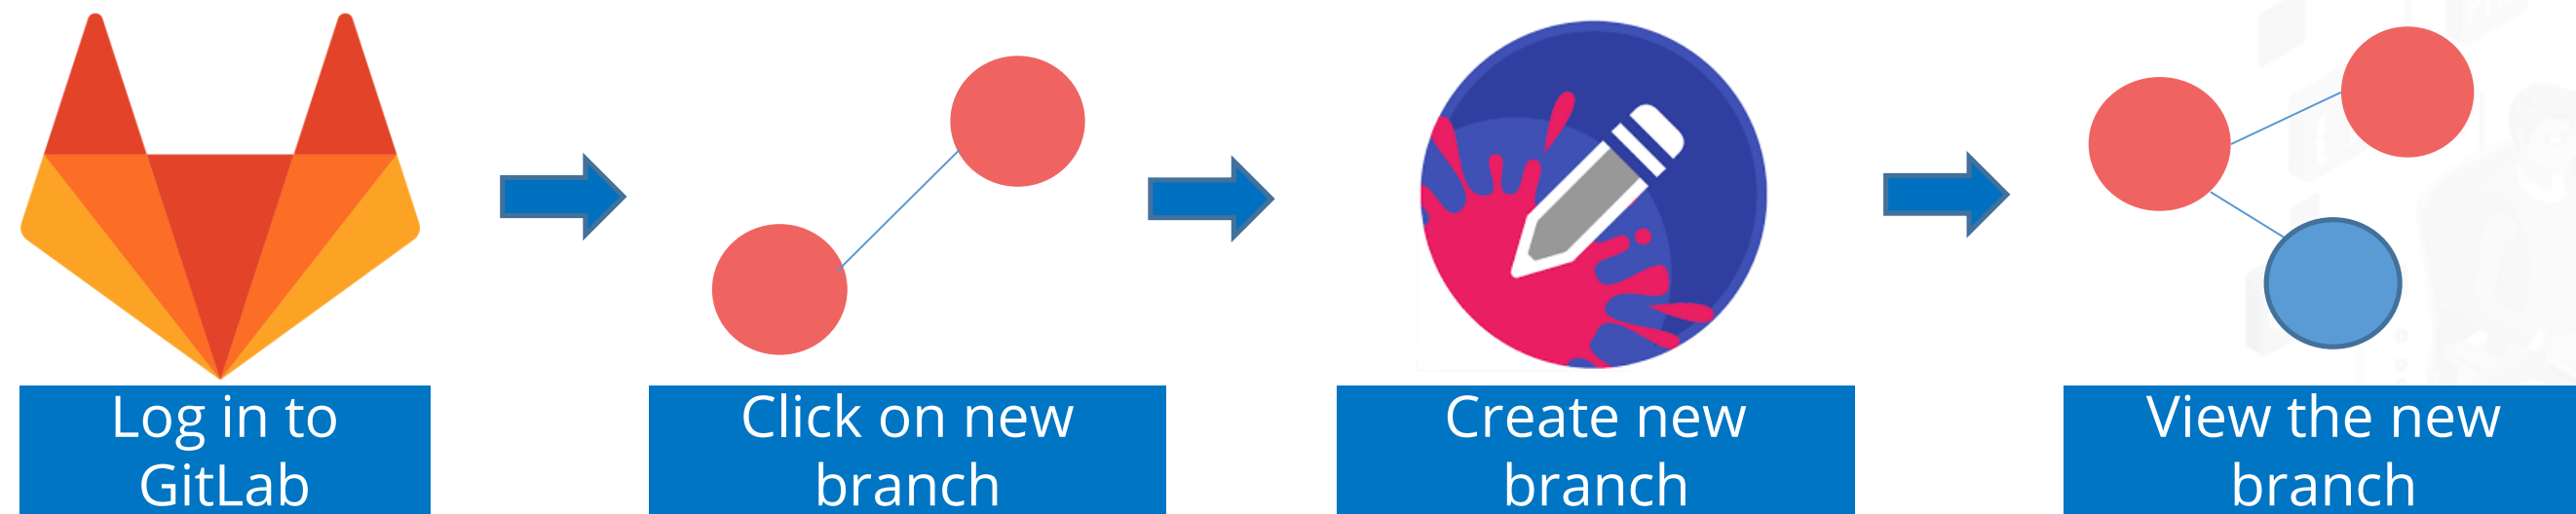 Log in to
GitLab
Click on new
branch
Create new
branch
View the new
branch